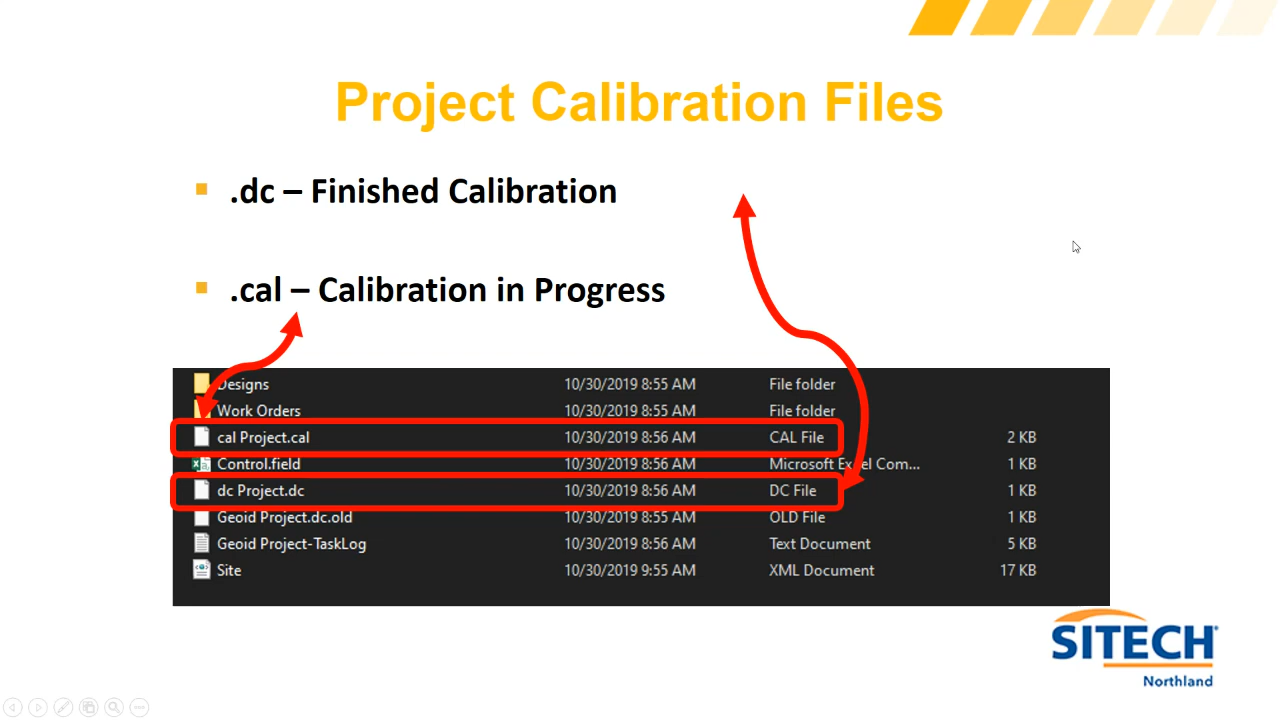 Project Calibration Files
.dc – Finished Calibration
.cal – Calibration in Progress
Designs 10/30/2019 8:55 AM File folder
Work Orders 10/30/2019 8:55 AM File folder
cal Project.cal 10/30/2019 8:56 AM CAL File 2 KB
Control.field 10/30/2019 8:56 AM Microsoft Excel Com... 1 KB
dc Project.dc 10/30/2019 8:56 AM DC File 1 KB
Geoid Project.dc.old 10/30/2019 8:55 AM OLD File 1 KB
Geoid Project-TaskLog 10/30/2019 8:56 AM Text Document 5 KB
Site 10/30/2019 9:55 AM XML Document 17 KB
SITECH
Northland